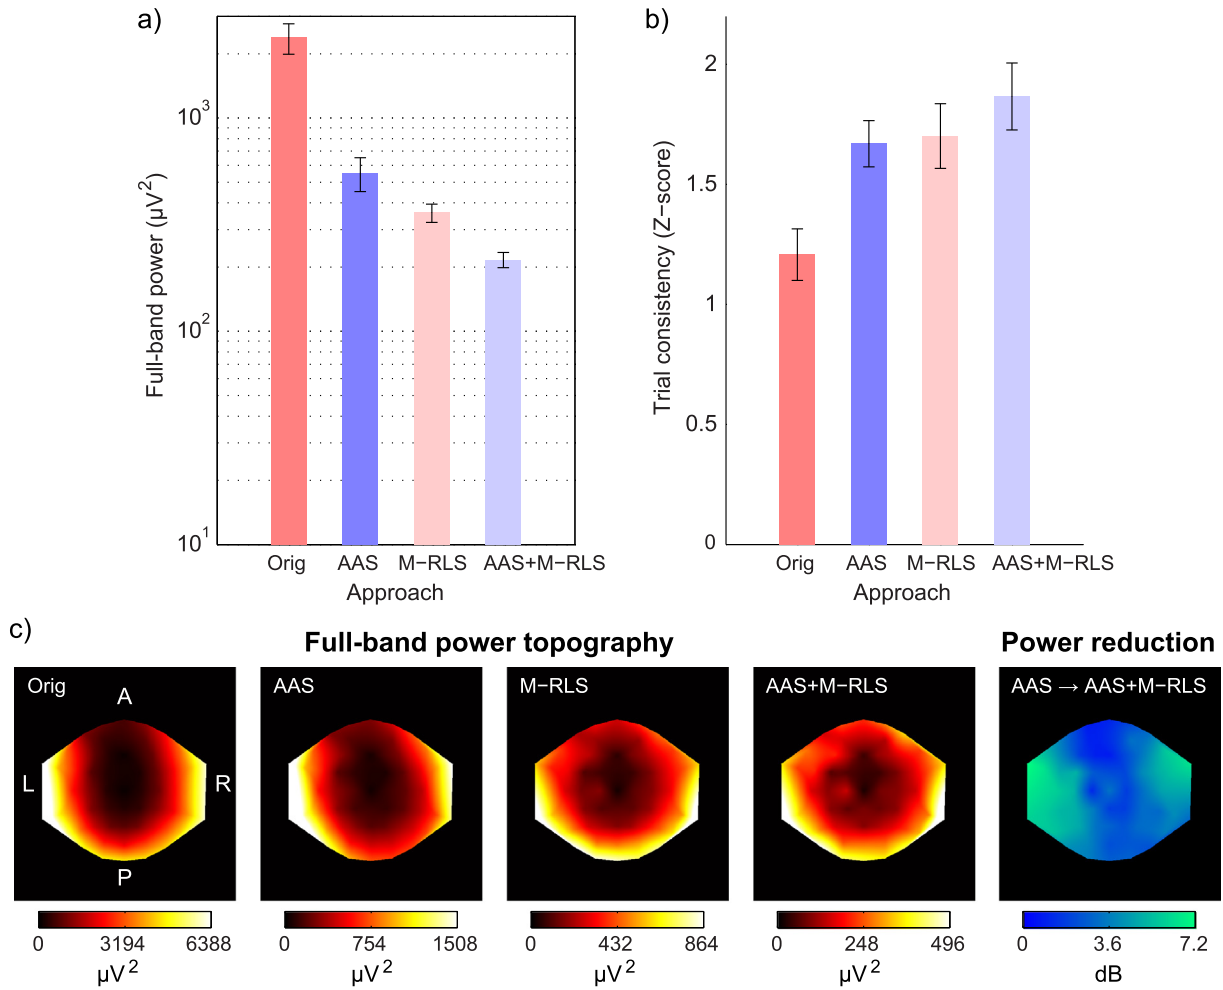 a)
Full-band power (µV²)
10³
10²
10¹
Orig AAS M−RLS AAS+M−RLS
Approach
b)
Trial consistency (Z−score)
2
1.5
1
0.5
0
Orig AAS M−RLS AAS+M−RLS
Approach
c)
Full-band power topography
Power reduction
Orig
A
L
R
P
0 3194 6388
µV²
AAS
0 754 1508
µV²
M−RLS
0 432 864
µV²
AAS+M−RLS
0 248 496
µV²
AAS → AAS+M−RLS
0 3.6 7.2
dB